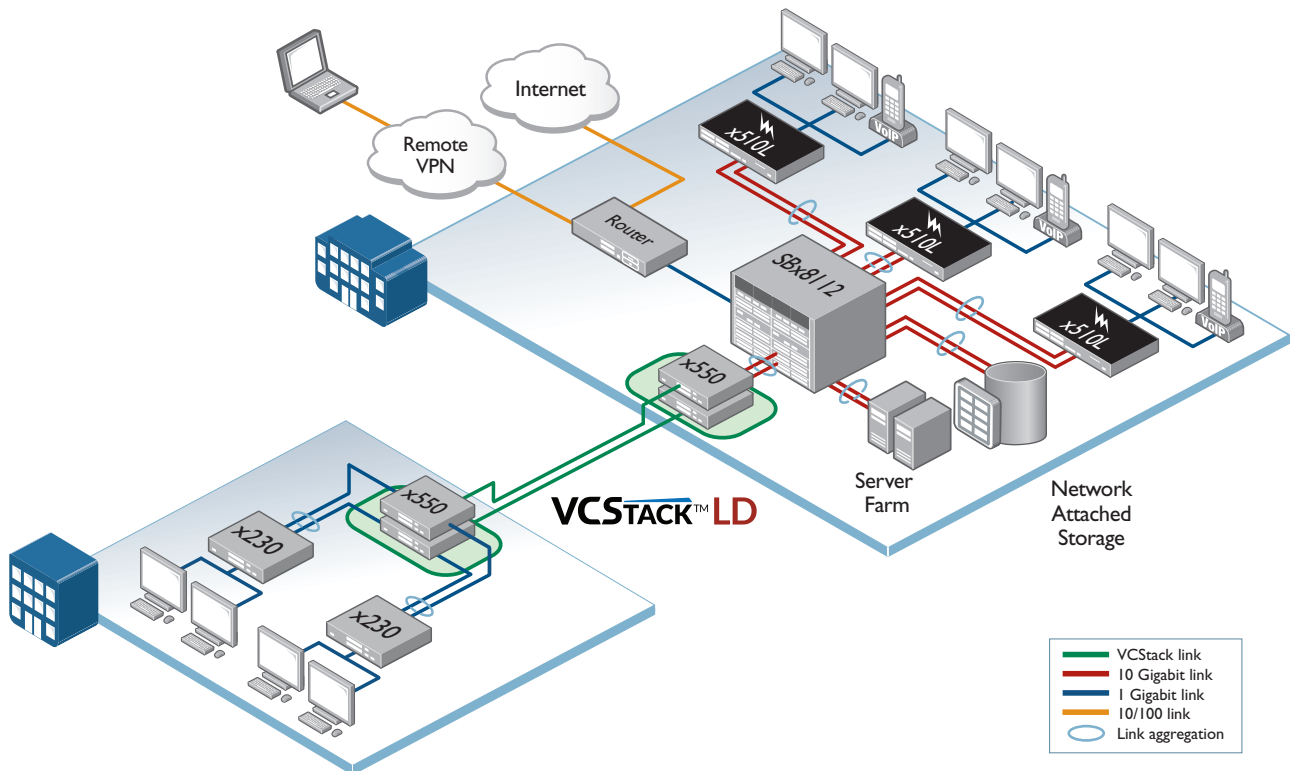 Internet
Remote
VPN
Router
x510L
VoIP
x510L
VoIP
x510L
VoIP
SBx8112
x550
Server
Farm
Network
Attached
Storage
VCSTACK™ LD
x550
x230
x230
VCStack link
10 Gigabit link
1 Gigabit link
10/100 link
Link aggregation